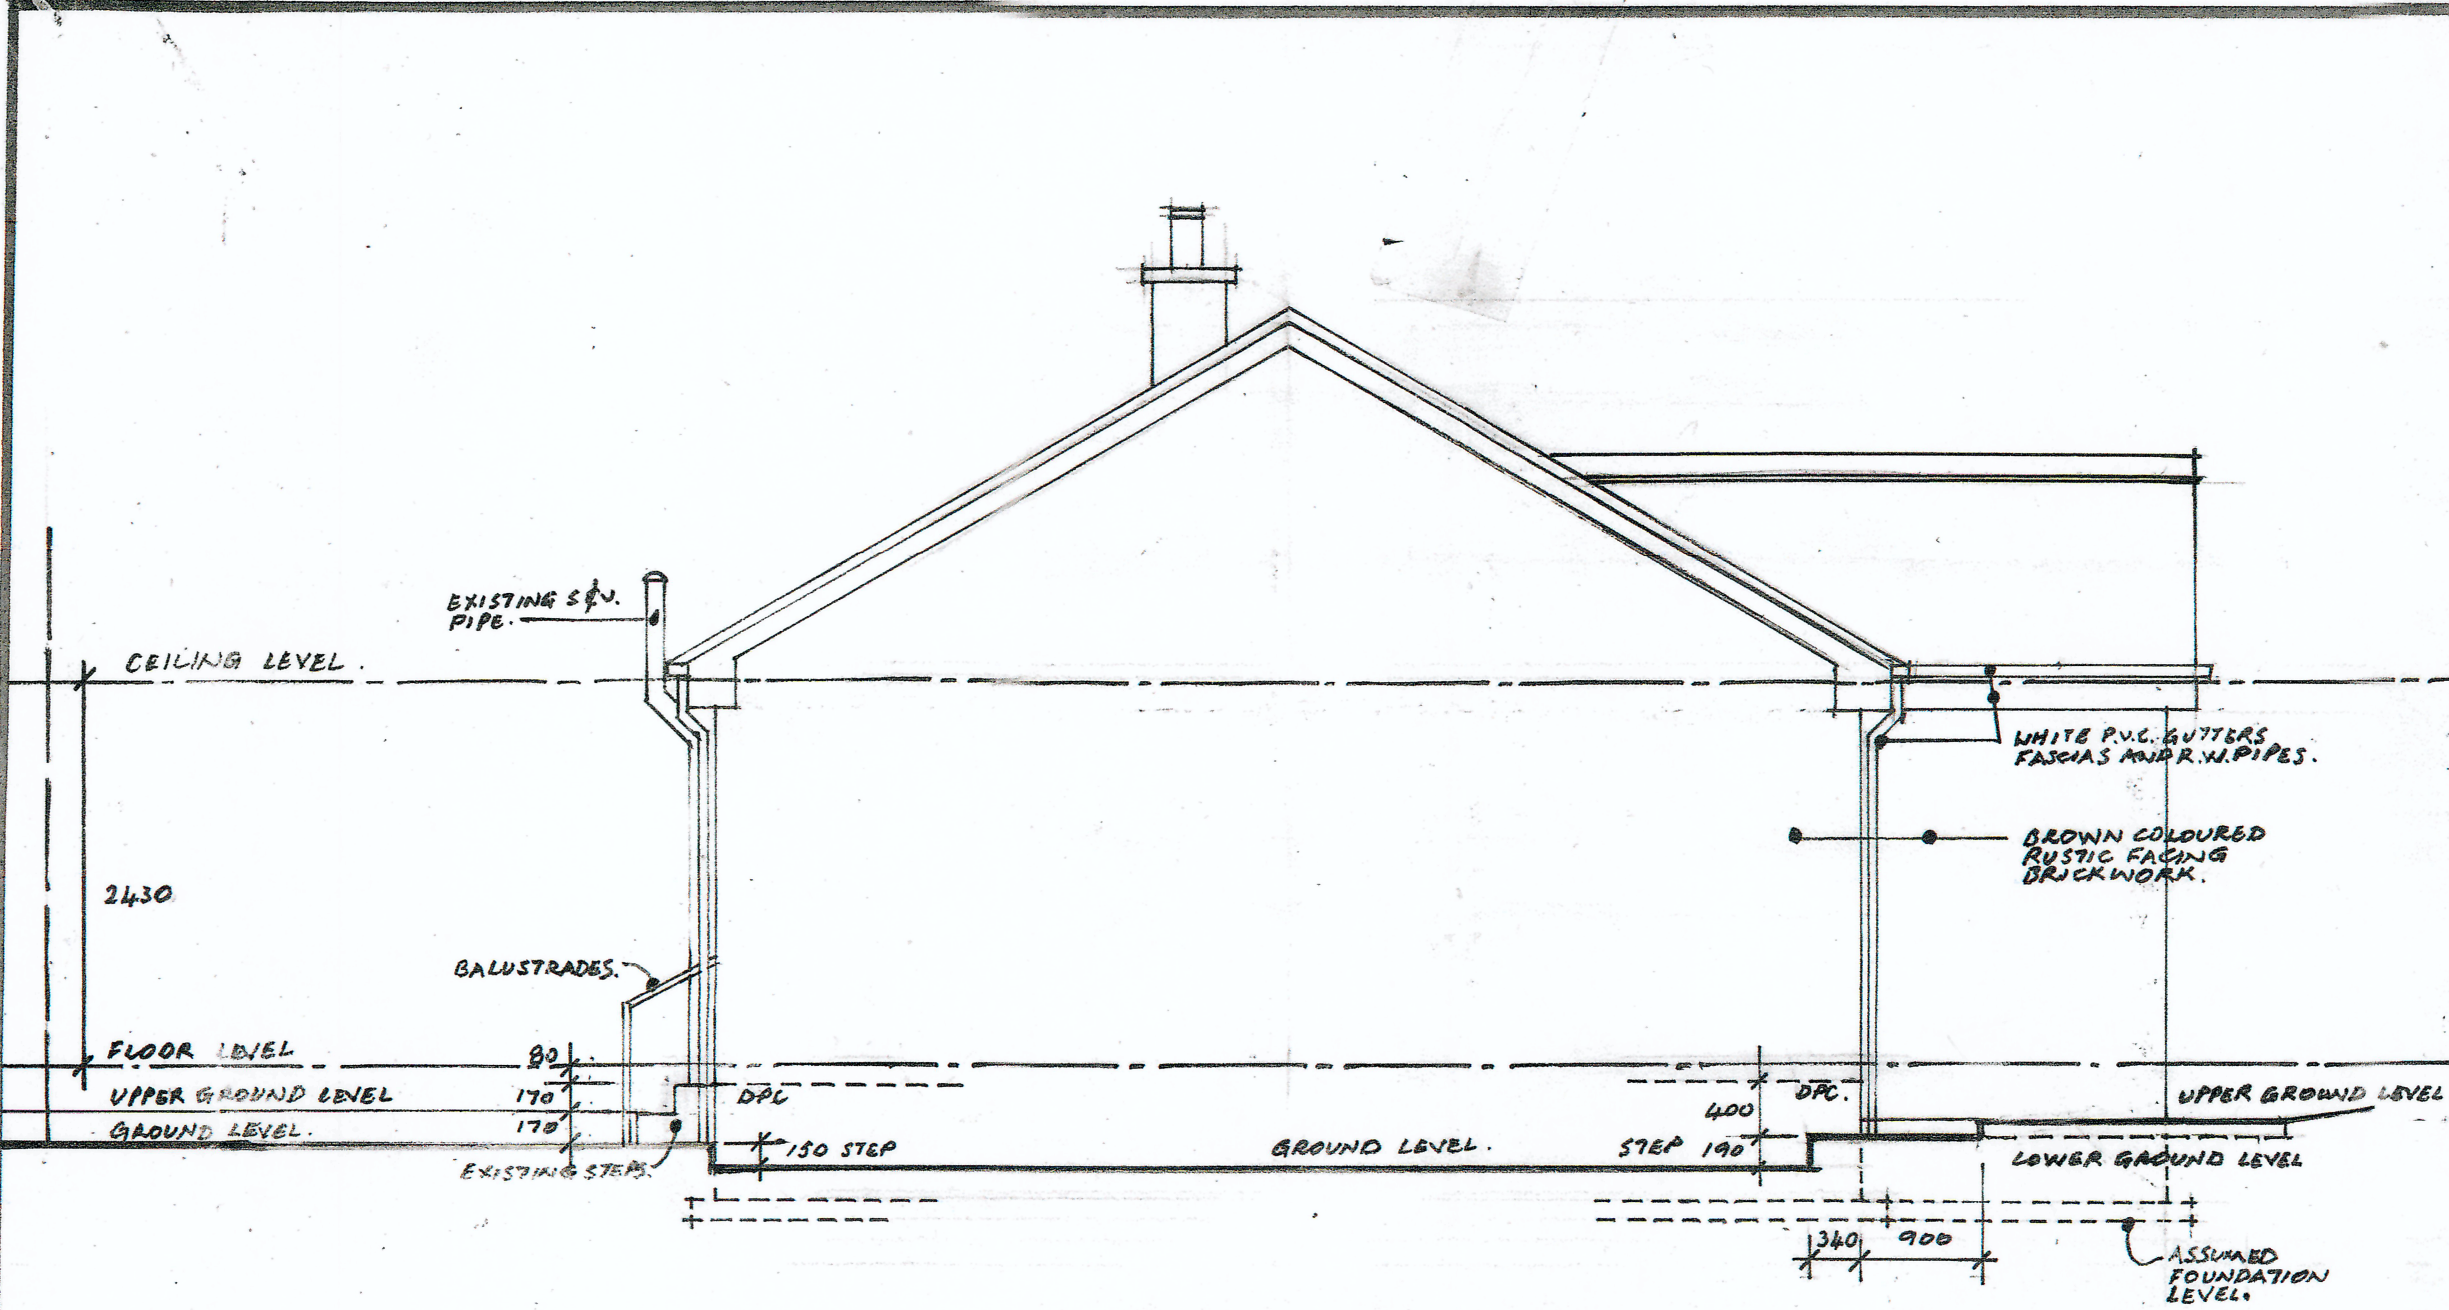 EXISTING S&V.
PIPE.
CEILING LEVEL.
WHITE P.V.C. GUTTERS
FASCIAS AND R.W. PIPES.
BROWN COLOURED
RUSTIC FACING
BRICKWORK.
2430
BALUSTRADES.
FLOOR LEVEL
80
UPPER GROUND LEVEL
170
DPC
DPC.
400
UPPER GROUND LEVEL
GROUND LEVEL.
170
150 STEP
GROUND LEVEL.
STEP 190
LOWER GROUND LEVEL
EXISTING STEPS.
340
900
ASSUMED
FOUNDATION
LEVEL.